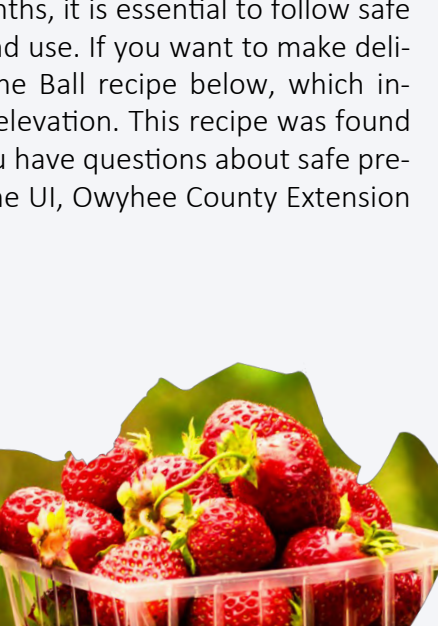 nths, it is essential to follow safe
nd use. If you want to make deli-
ne Ball recipe below, which in-
elevation. This recipe was found
u have questions about safe pre-
he UI, Owyhee County Extension